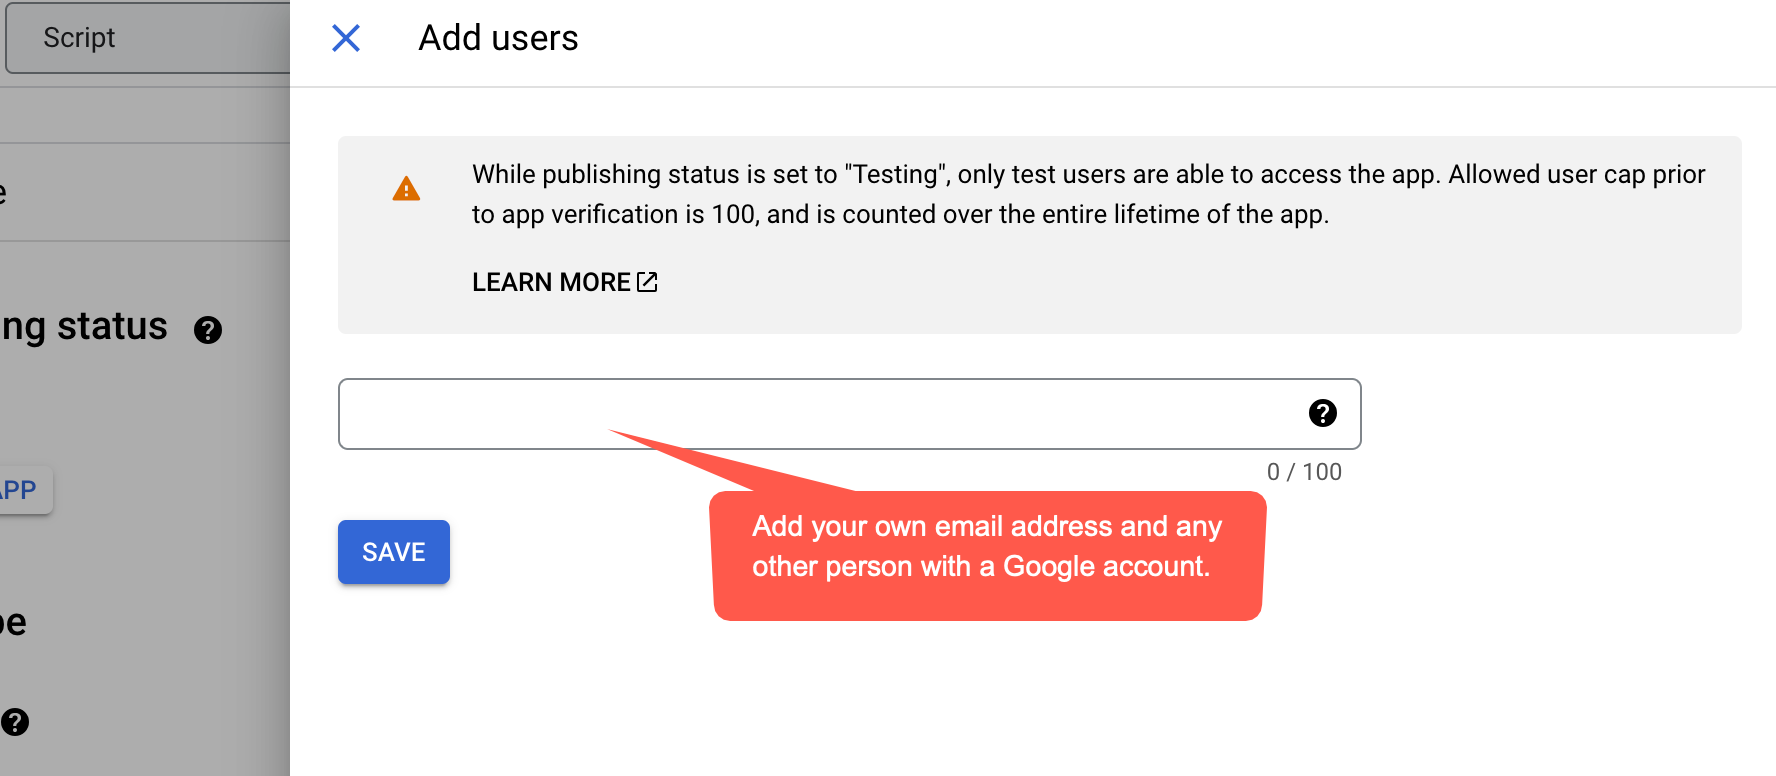 Script
Add users
While publishing status is set to "Testing", only test users are able to access the app. Allowed user cap prior
to app verification is 100, and is counted over the entire lifetime of the app.
LEARN MORE
e
ng status
0 / 100
APP
Add your own email address and any
other person with a Google account.
SAVE
pe